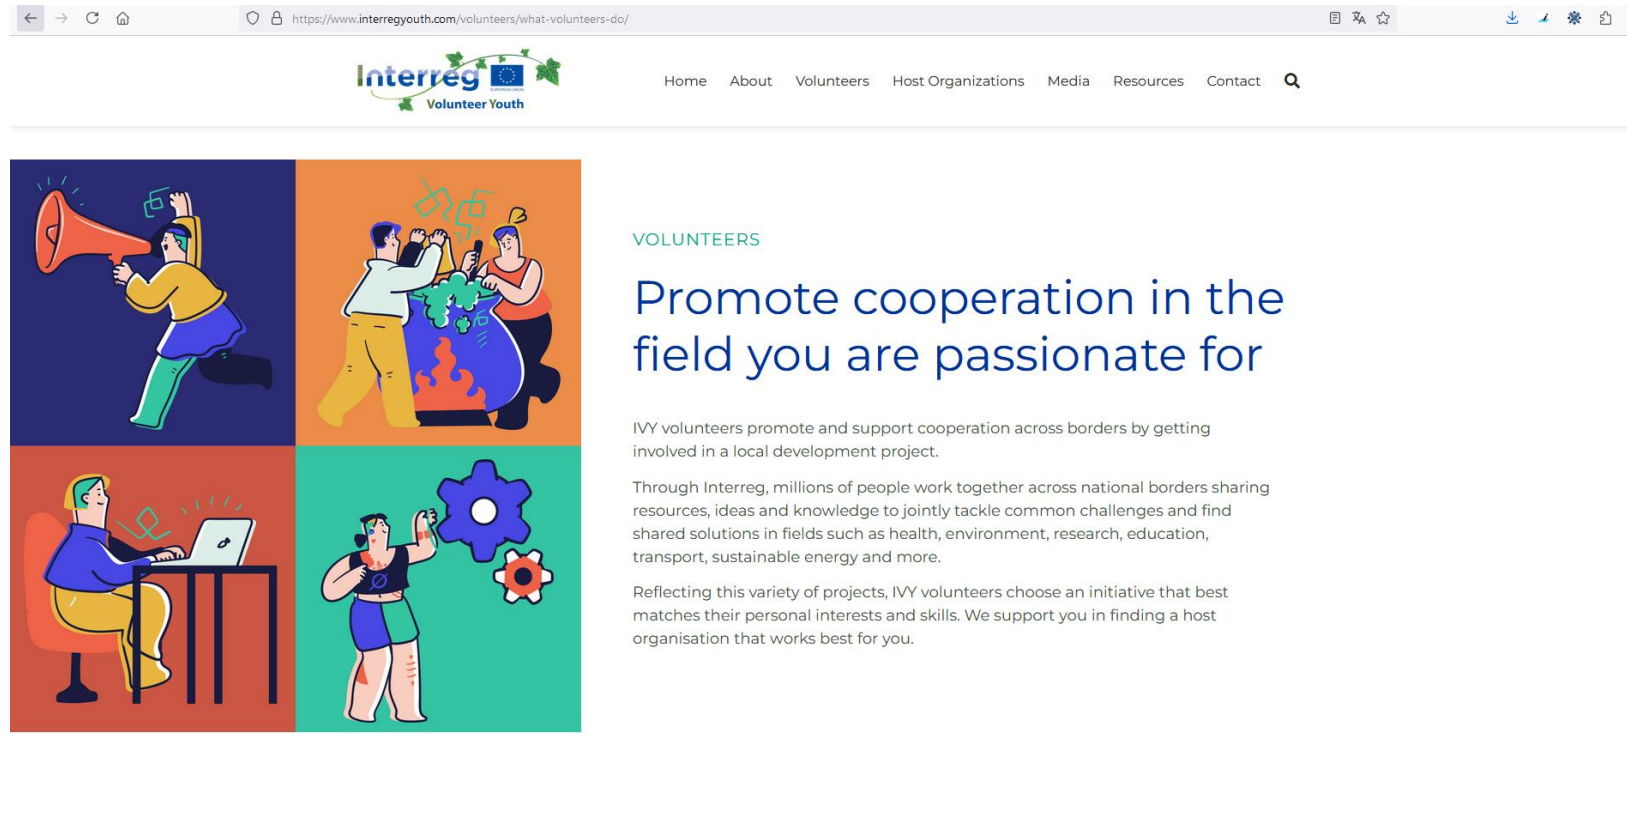 https://www.interregyouth.com/volunteers/what-volunteers-do/
Interreg
EUROPEAN UNION
Volunteer Youth
Home About Volunteers Host Organizations Media Resources Contact
VOLUNTEERS
Promote cooperation in the
field you are passionate for
IVY volunteers promote and support cooperation across borders by getting
involved in a local development project.
Through Interreg, millions of people work together across national borders sharing
resources, ideas and knowledge to jointly tackle common challenges and find
shared solutions in fields such as health, environment, research, education,
transport, sustainable energy and more.
Reflecting this variety of projects, IVY volunteers choose an initiative that best
matches their personal interests and skills. We support you in finding a host
organisation that works best for you.